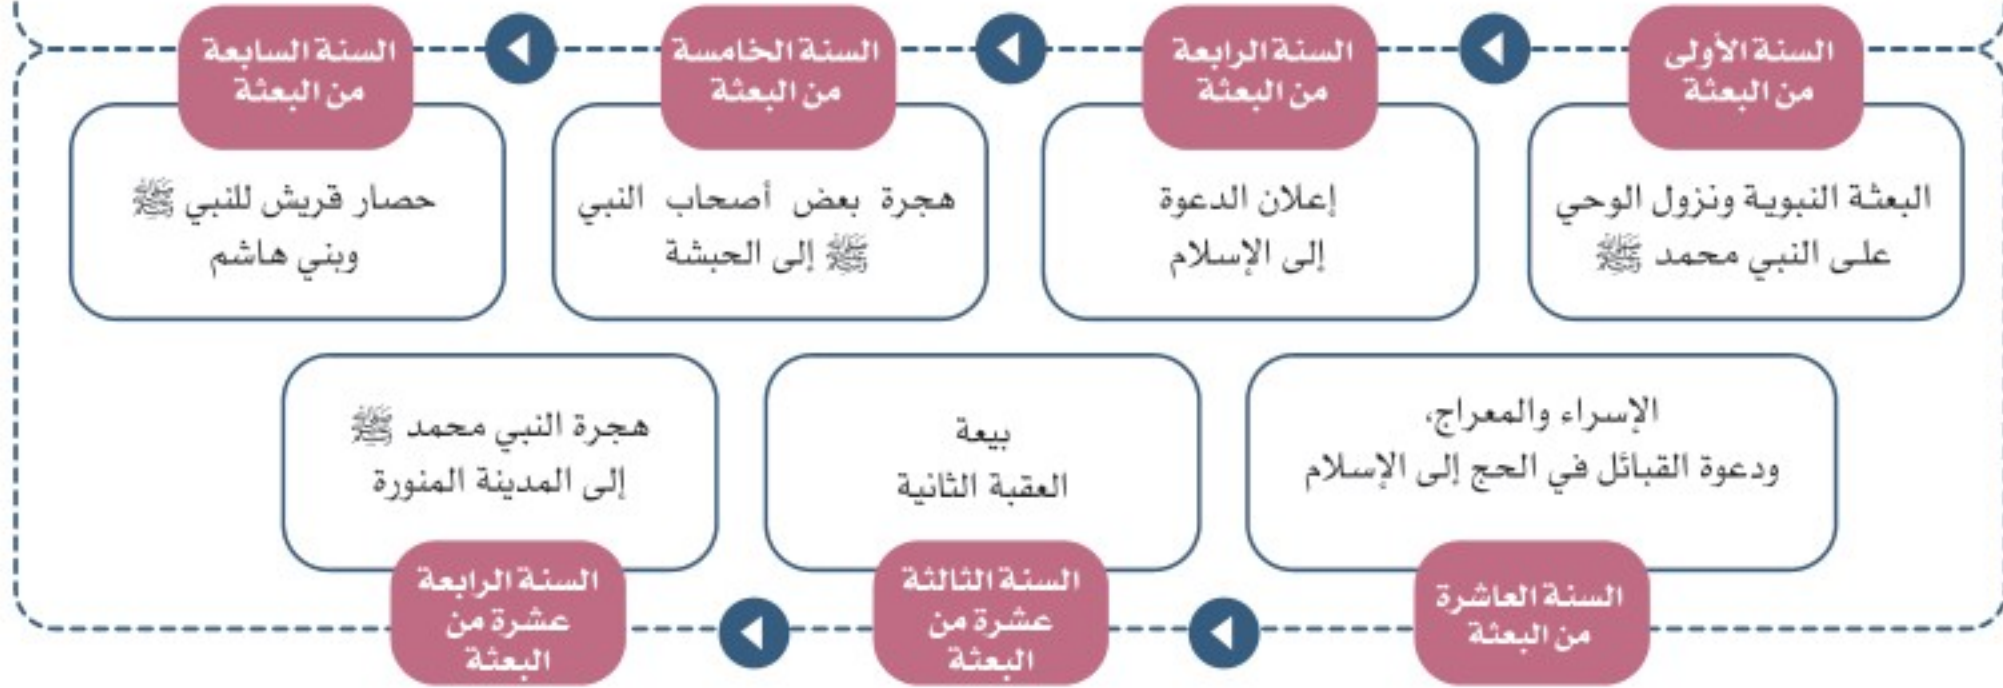 السنة الأولى
من البعثة
البعثة النبوية ونزول الوحي
على النبي محمد ﷺ
السنة الرابعة
من البعثة
إعلان الدعوة
إلى الإسلام
السنة الخامسة
من البعثة
هجرة بعض أصحاب النبي
ﷺ إلى الحبشة
السنة السابعة
من البعثة
حصار قريش للنبي ﷺ
وبني هاشم
الإسراء والمعراج،
ودعوة القبائل في الحج إلى الإسلام
السنة العاشرة
من البعثة
بيعة
العقبة الثانية
السنة الثالثة
عشرة من
البعثة
هجرة النبي محمد ﷺ
إلى المدينة المنورة
السنة الرابعة
عشرة من
البعثة